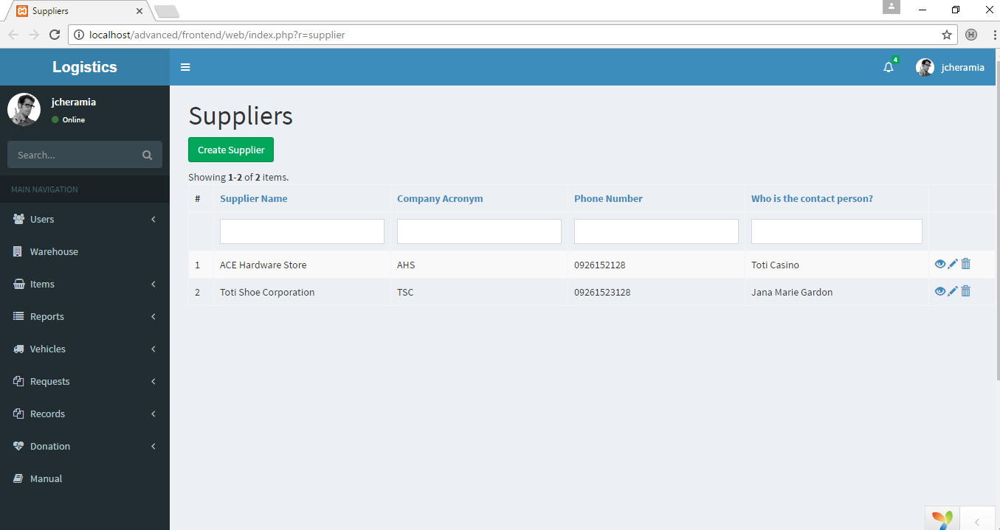 Suppliers
localhost/advanced/frontend/web/index.php?r=supplier
Logistics
4
jcheramia
jcheramia
Online
Search...
MAIN NAVIGATION
Users
Warehouse
Items
Reports
Vehicles
Requests
Records
Donation
Manual
Suppliers
Create Supplier
Showing 1-2 of 2 items.
# Supplier Name Company Acronym Phone Number Who is the contact person?
1 ACE Hardware Store AHS 0926152128 Toti Casino
2 Toti Shoe Corporation TSC 09261523128 Jana Marie Gardon